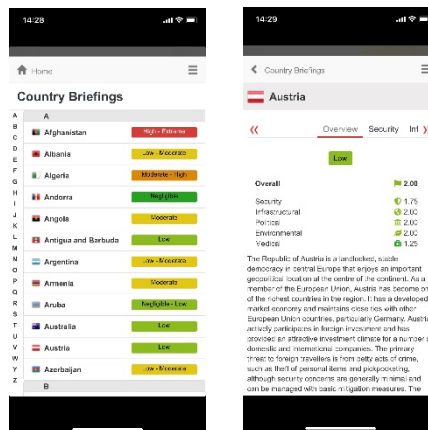 14:28
Home
Country Briefings
A
A
B
C
D
E
F
G
H
I
J
K
L
M
N
O
P
Q
R
S
T
U
V
W
Y
Z
Afghanistan High - Extreme
Albania Low - Moderate
Algeria Moderate - High
Andorra Negligible
Angola Moderate
Antigua and Barbuda Low
Argentina Low - Moderate
Armenia Moderate
Aruba Negligible - Low
Australia Low
Austria Low
Azerbaijan Low - Moderate
B
14:29
Country Briefings
Austria
Overview Security Inf
Low
Overall 2.00
Security 1.75
Infrastructural 2.00
Political 2.00
Environmental 2.00
Medical 1.25
The Republic of Austria is a landlocked, stable
democracy in central Europe that enjoys an important
geopolitical location at the centre of the continent. As a
member of the European Union, Austria has become on
of the richest countries in the region. It has a developed
market economy and maintains close ties with other
European Union countries, particularly Germany. Austri
actively participates in foreign investment and has
provided an attractive investment climate for a number o
domestic and international companies. The primary
threat to foreign travellers is from petty acts of crime,
such as theft of personal items and pickpocketing,
although security concerns are generally minimal and
can be managed with basic mitigation measures. The